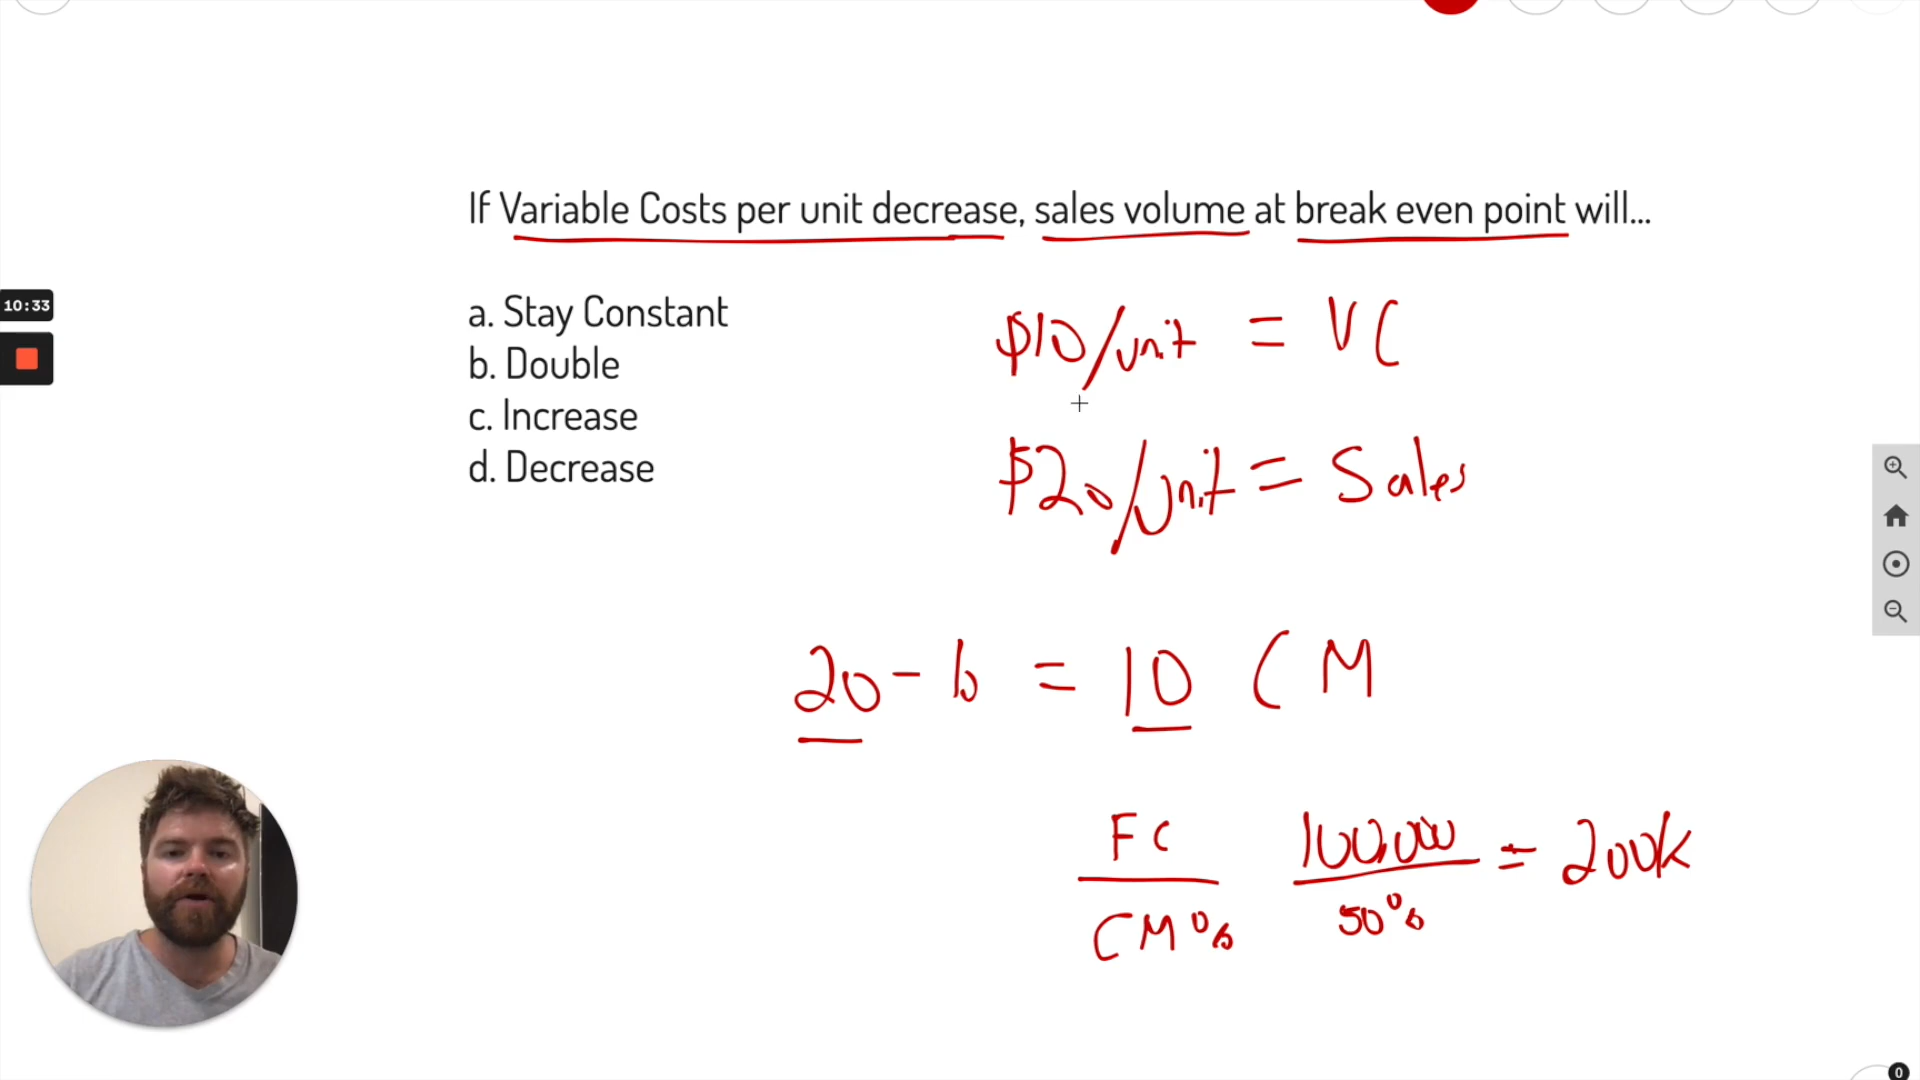 If Variable Costs per unit decrease, sales volume at break even point will...
10:33
a. Stay Constant
b. Double
c. Increase
d. Decrease
$10/unit = VC
$20/unit = Sales
20 - 10 = 10 CM
FC 100,000 = 200k
CM% 50%
0